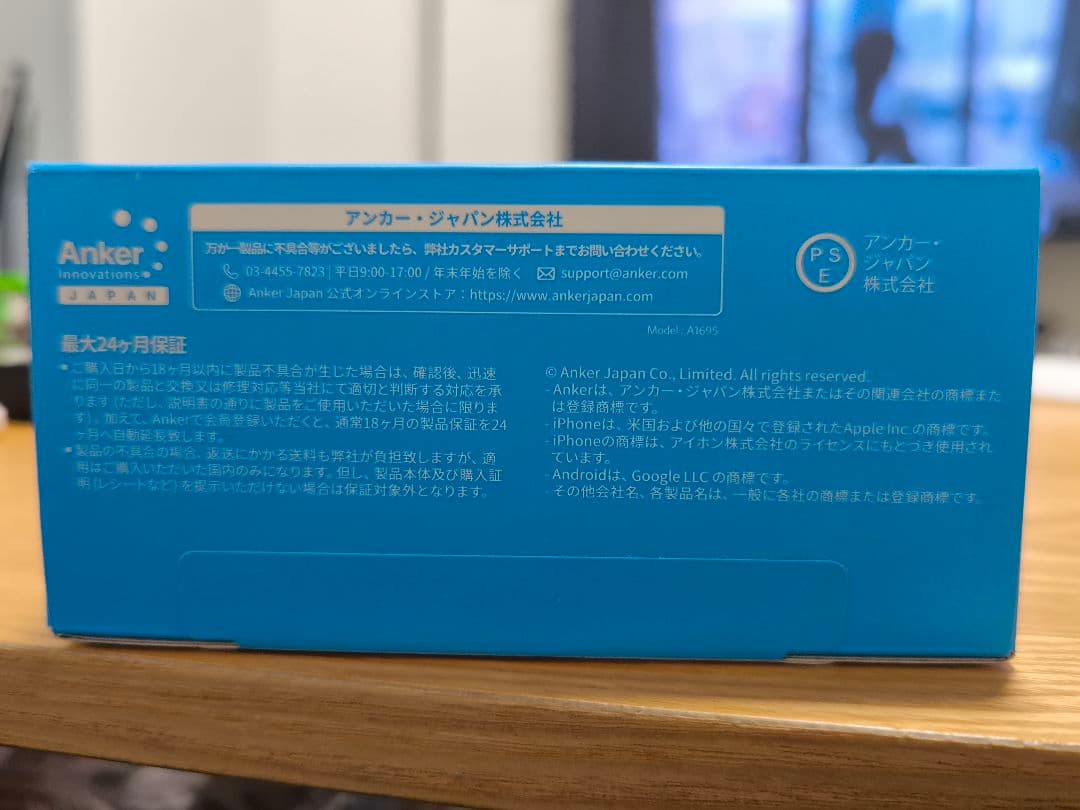 Anker
Innovations
JAPAN
アンカー・ジャパン株式会社
万が一製品に不具合等がございましたら、弊社カスタマーサポートまでお問い合わせください。
03-4455-7823 | 平日9:00-17:00 / 年末年始を除く support@anker.com
Anker Japan 公式オンラインストア：https://www.ankerjapan.com
PSE
アンカー・
ジャパン
株式会社
Model : A1695
最大24ヶ月保証
ご購入日から18ヶ月以内に製品不具合が生じた場合は、確認後、迅速
に同一の製品と交換又は修理対応等当社にて適切と判断する対応を承
ります (ただし、説明書の通りに製品をご使用いただいた場合に限りま
す) 。加えて、Ankerで会員登録いただくと、通常18ヶ月の製品保証を24
ヶ月へ自動延長致します。
製品の不具合の場合、返送にかかる送料も弊社が負担致しますが、適
用はご購入いただいた国内のみになります。但し、製品本体及び購入証
明 (レシートなど) を提示いただけない場合は保証対象外となります。
© Anker Japan Co., Limited. All rights reserved.
- Ankerは、アンカー・ジャパン株式会社またはその関連会社の商標また
は登録商標です。
- iPhoneは、米国および他の国々で登録されたApple Inc.の商標です。
- iPhoneの商標は、アイホン株式会社のライセンスにもとづき使用され
ています。
- Androidは、Google LLC の商標です。
- その他会社名、各製品名は、一般に各社の商標または登録商標です。